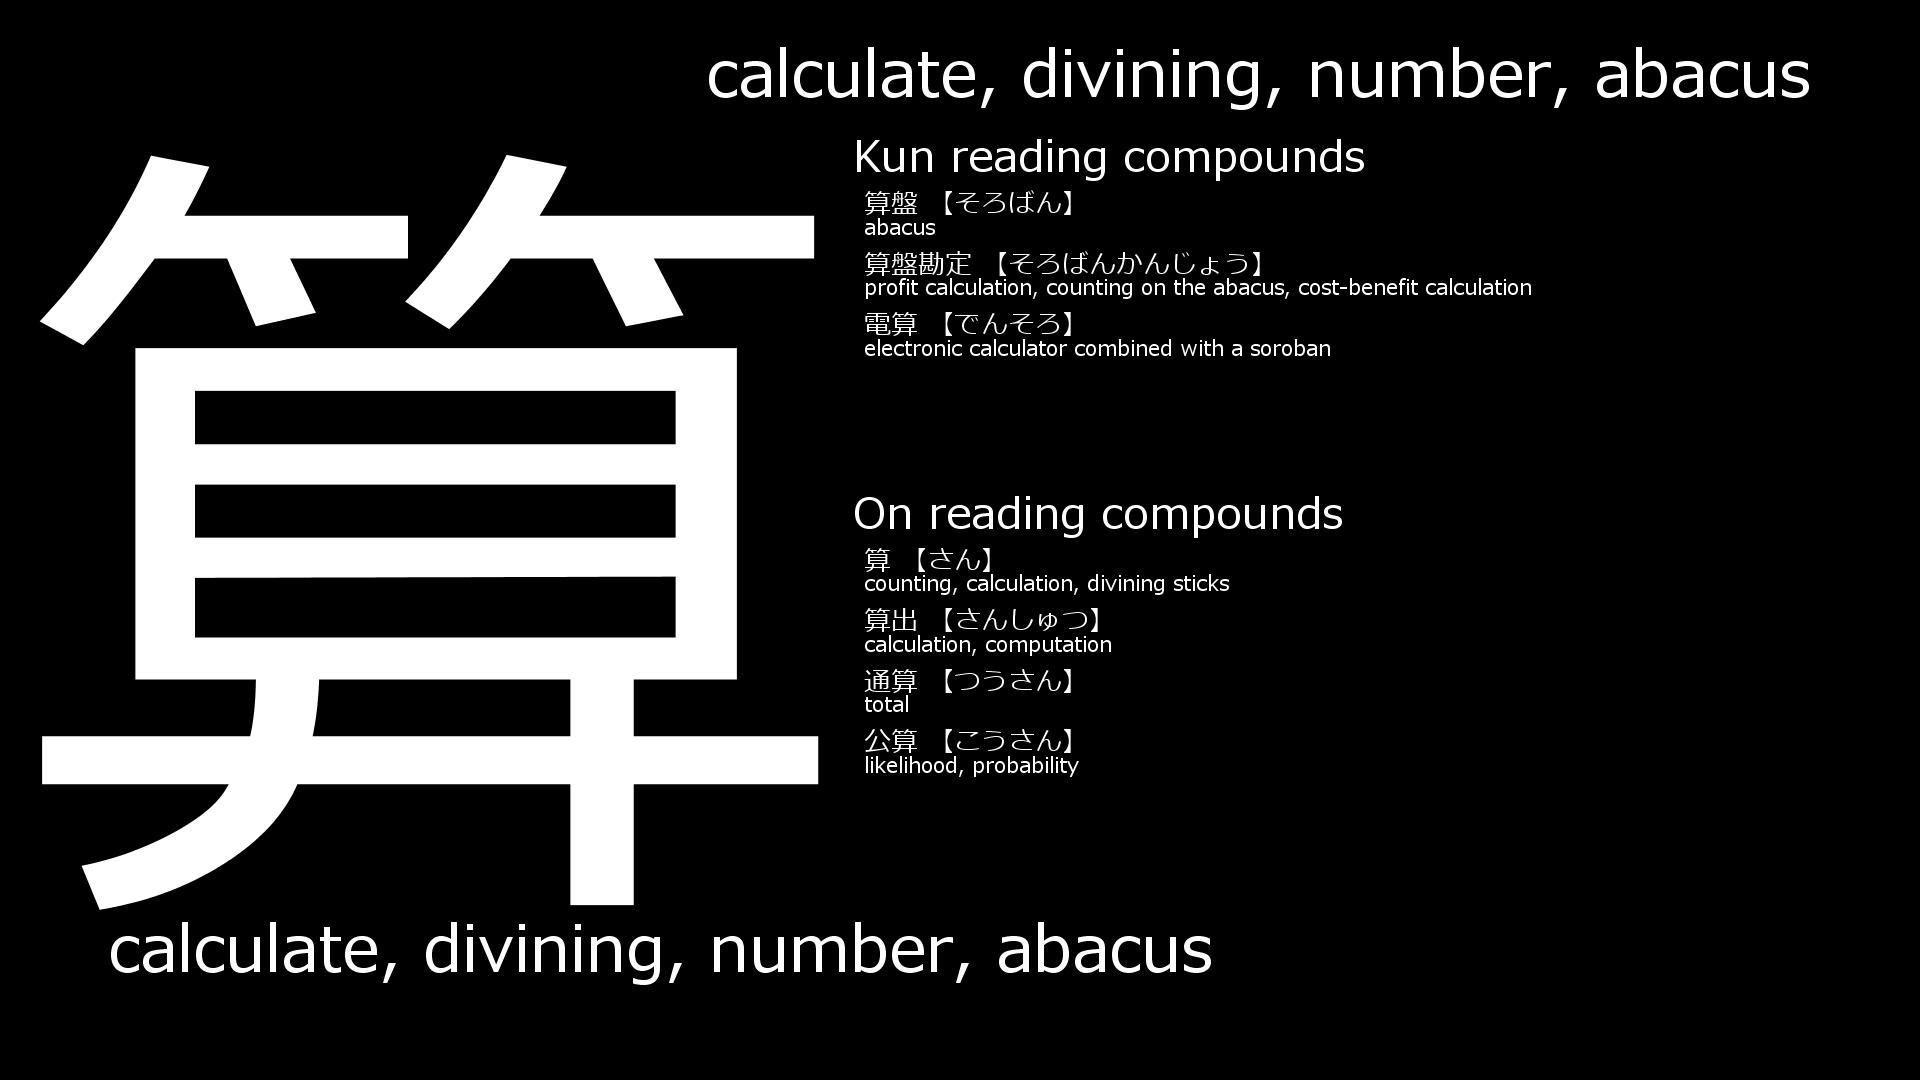 calculate, divining, number, abacus
算
Kun reading compounds
算盤 【そろばん】
abacus
算盤勘定 【そろばんかんじょう】
profit calculation, counting on the abacus, cost-benefit calculation
電算 【でんそろ】
electronic calculator combined with a soroban
On reading compounds
算 【さん】
counting, calculation, divining sticks
算出 【さんしゅつ】
calculation, computation
通算 【つうさん】
total
公算 【こうさん】
likelihood, probability
calculate, divining, number, abacus